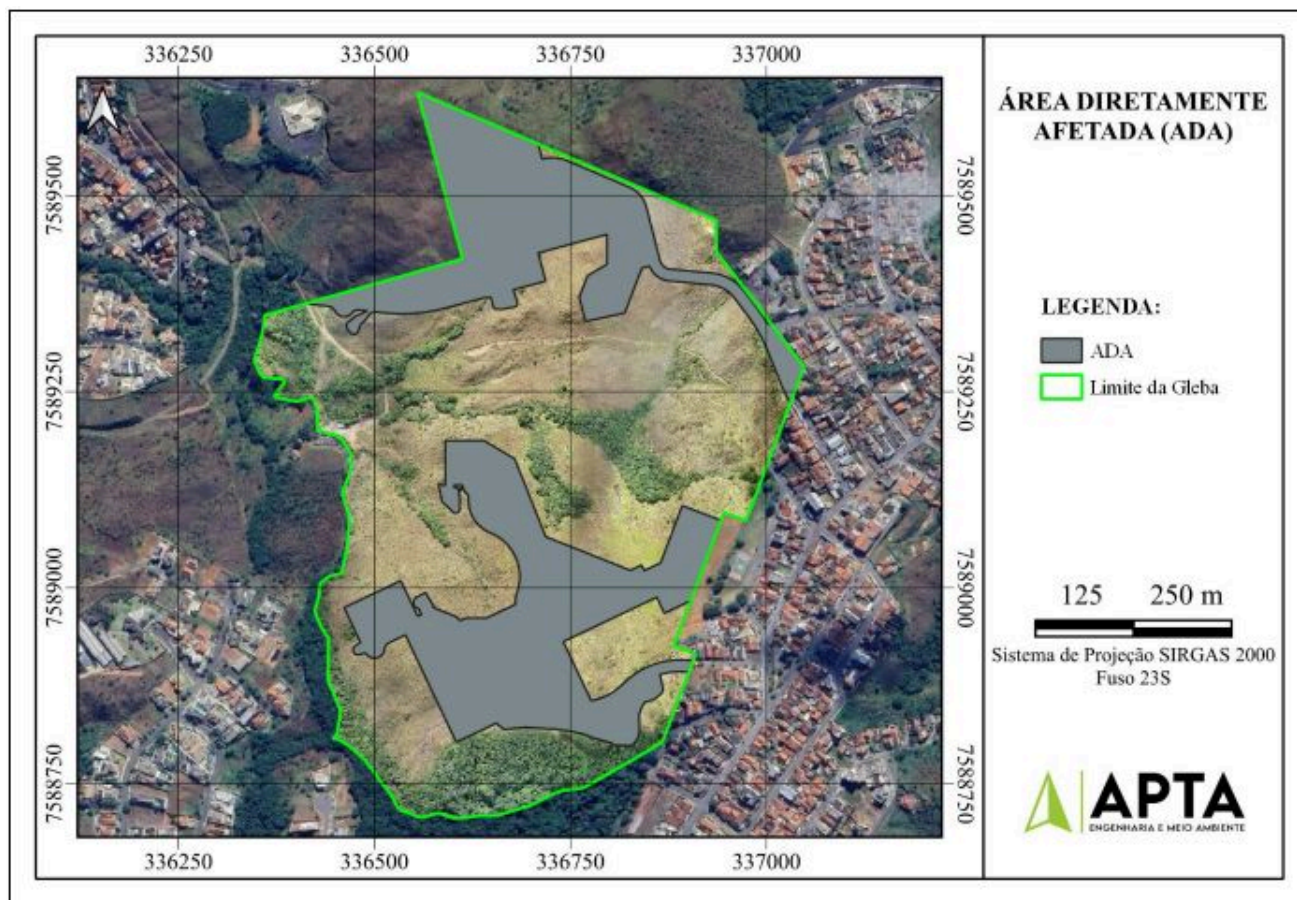 336250 336500 336750 337000
7589500 7589500
7589250 7589250
7589000 7589000
7588750 7588750
336250 336500 336750 337000
ÁREA DIRETAMENTE
AFETADA (ADA)
LEGENDA:
ADA
Limite da Gleba
125 250 m
Sistema de Projeção SIRGAS 2000
Fuso 23S
APTA
ENGENHARIA E MEIO AMBIENTE